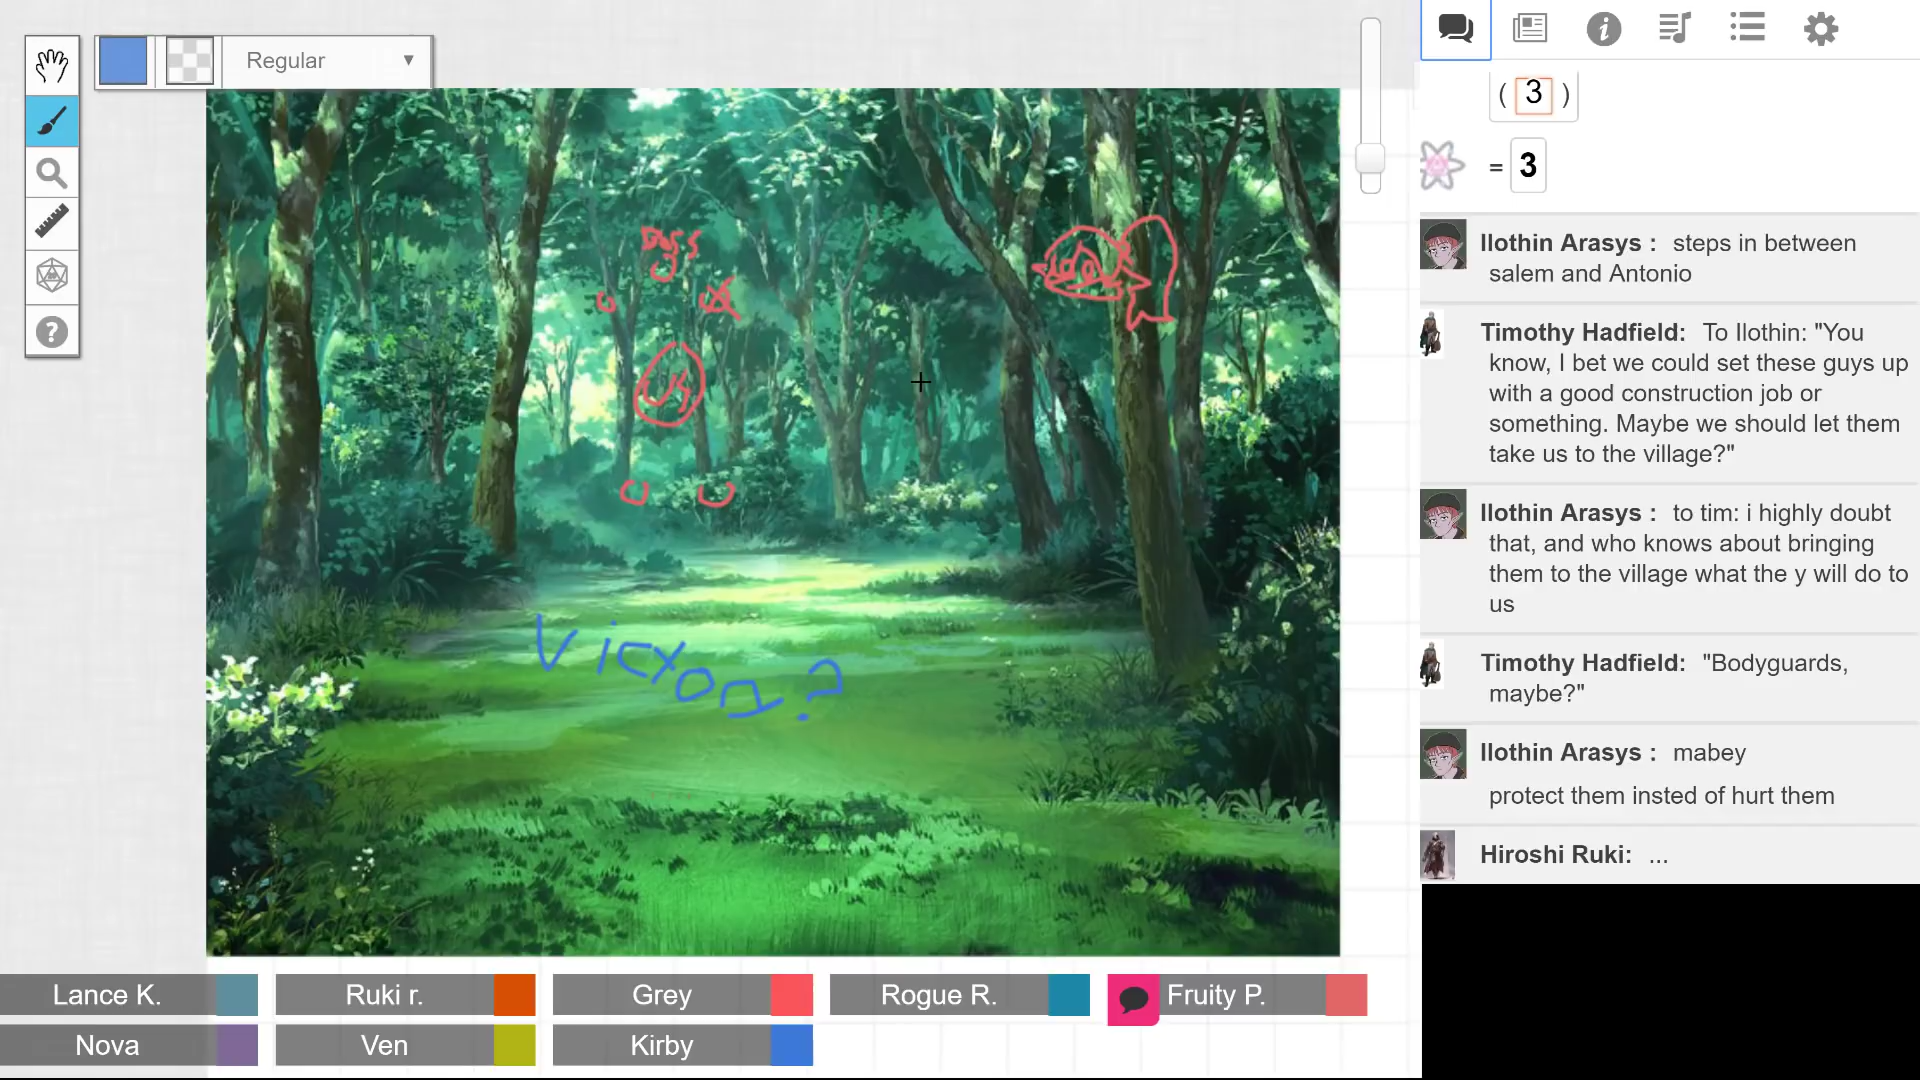 Regular
( 3 )
= 3
Ilothin Arasys : steps in between
salem and Antonio
Timothy Hadfield: To Ilothin: "You
know, I bet we could set these guys up
with a good construction job or
something. Maybe we should let them
take us to the village?"
Ilothin Arasys : to tim: i highly doubt
that, and who knows about bringing
them to the village what the y will do to
us
Timothy Hadfield: "Bodyguards,
maybe?"
Ilothin Arasys : mabey
protect them insted of hurt them
Hiroshi Ruki: ...
us
Victory?
Lance K.
Ruki r.
Grey
Rogue R.
Fruity P.
Nova
Ven
Kirby